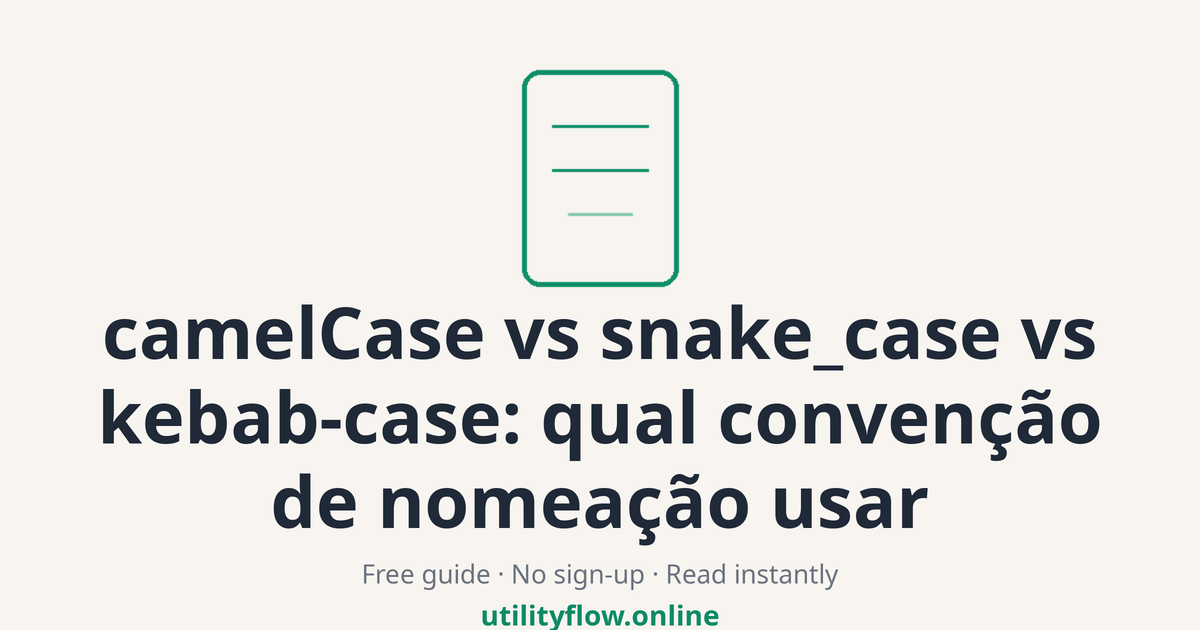 camelCase vs snake_case vs
kebab-case: qual convenção
de nomeação usar
Free guide · No sign-up · Read instantly
utilityflow.online